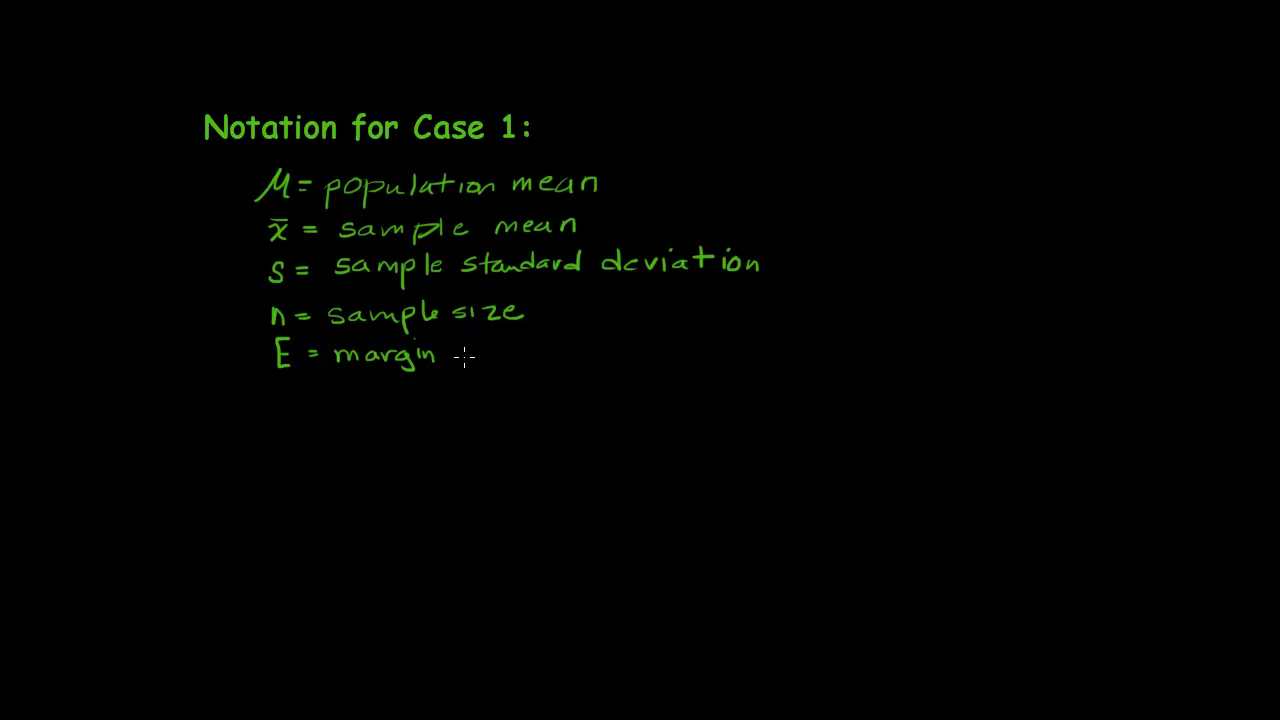 Notation for Case 1:
μ = population mean
x̄ = sample mean
s = sample standard deviation
n = sample size
E = margin